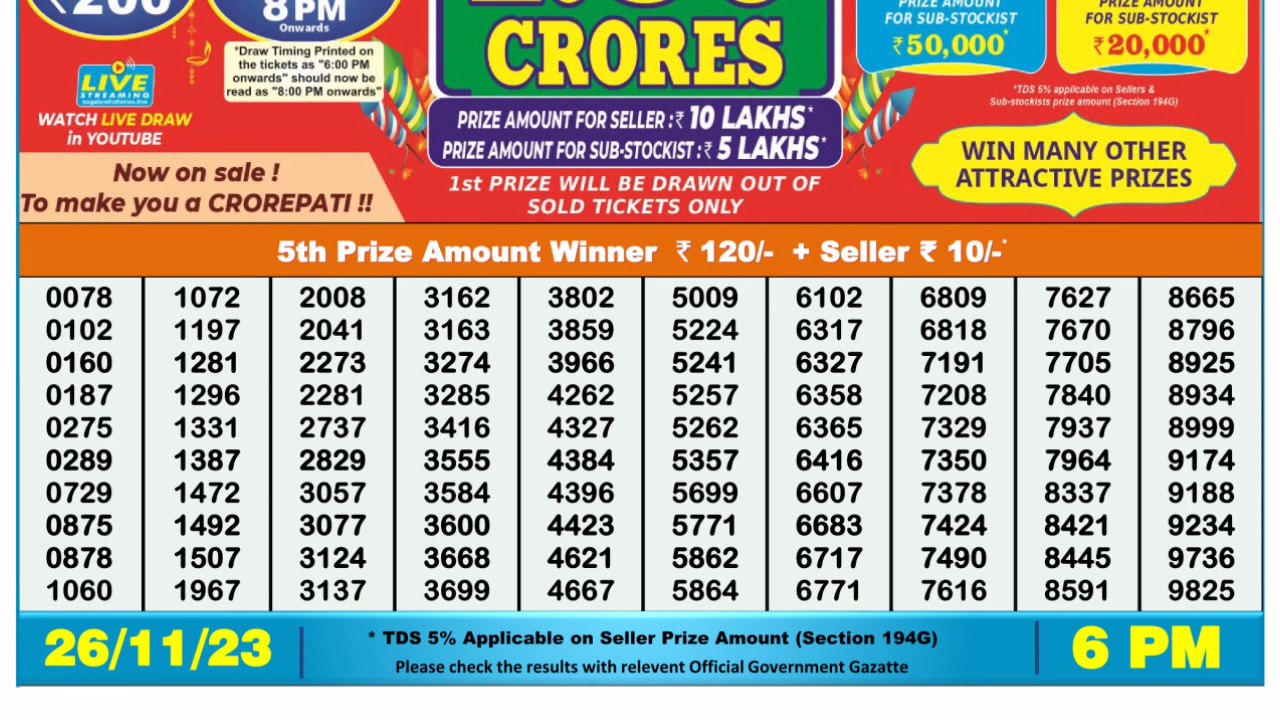 ₹200
8PM
Onwards
*Draw Timing Printed on
the tickets as "6:00 PM
onwards" should now be
read as "8:00 PM onwards"
LIVE
STREAMING
nagalandlotteries.live
WATCH LIVE DRAW
in YOUTUBE
Now on sale !
To make you a CROREPATI !!
CRORES
PRIZE AMOUNT FOR SELLER :₹ 10 LAKHS*
PRIZE AMOUNT FOR SUB-STOCKIST :₹ 5 LAKHS*
1st PRIZE WILL BE DRAWN OUT OF
SOLD TICKETS ONLY
PRIZE AMOUNT
FOR SUB-STOCKIST
₹50,000*
PRIZE AMOUNT
FOR SUB-STOCKIST
₹20,000*
*TDS 5% applicable on Sellers &
Sub-stockists prize amount (Section 194G)
WIN MANY OTHER
ATTRACTIVE PRIZES
5th Prize Amount Winner ₹ 120/- + Seller ₹ 10/-*
0078 1072 2008 3162 3802 5009 6102 6809 7627 8665
0102 1197 2041 3163 3859 5224 6317 6818 7670 8796
0160 1281 2273 3274 3966 5241 6327 7191 7705 8925
0187 1296 2281 3285 4262 5257 6358 7208 7840 8934
0275 1331 2737 3416 4327 5262 6365 7329 7937 8999
0289 1387 2829 3555 4384 5357 6416 7350 7964 9174
0729 1472 3057 3584 4396 5699 6607 7378 8337 9188
0875 1492 3077 3600 4423 5771 6683 7424 8421 9234
0878 1507 3124 3668 4621 5862 6717 7490 8445 9736
1060 1967 3137 3699 4667 5864 6771 7616 8591 9825
26/11/23
* TDS 5% Applicable on Seller Prize Amount (Section 194G)
Please check the results with relevent Official Government Gazatte
6 PM